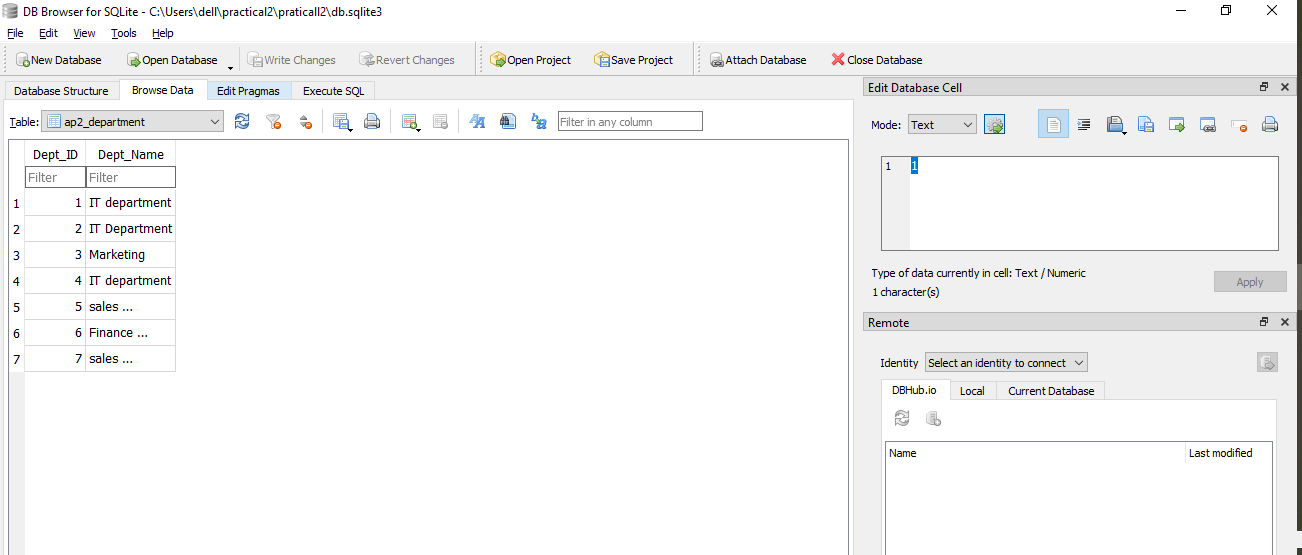 DB Browser for SQLite - C:\Users\dell\practical2\praticall2\db.sqlite3
File Edit View Tools Help
New Database Open Database Write Changes Revert Changes Open Project Save Project Attach Database Close Database
Database Structure Browse Data Edit Pragmas Execute SQL
Table: ap2_department Filter in any column
Dept_ID Dept_Name
Filter Filter
1 1 IT department
2 2 IT Department
3 3 Marketing
4 4 IT department
5 5 sales ...
6 6 Finance ...
7 7 sales ...
Edit Database Cell
Mode: Text
1 1
Type of data currently in cell: Text / Numeric
1 character(s)
Apply
Remote
Identity Select an identity to connect
DBHub.io Local Current Database
Name Last modified